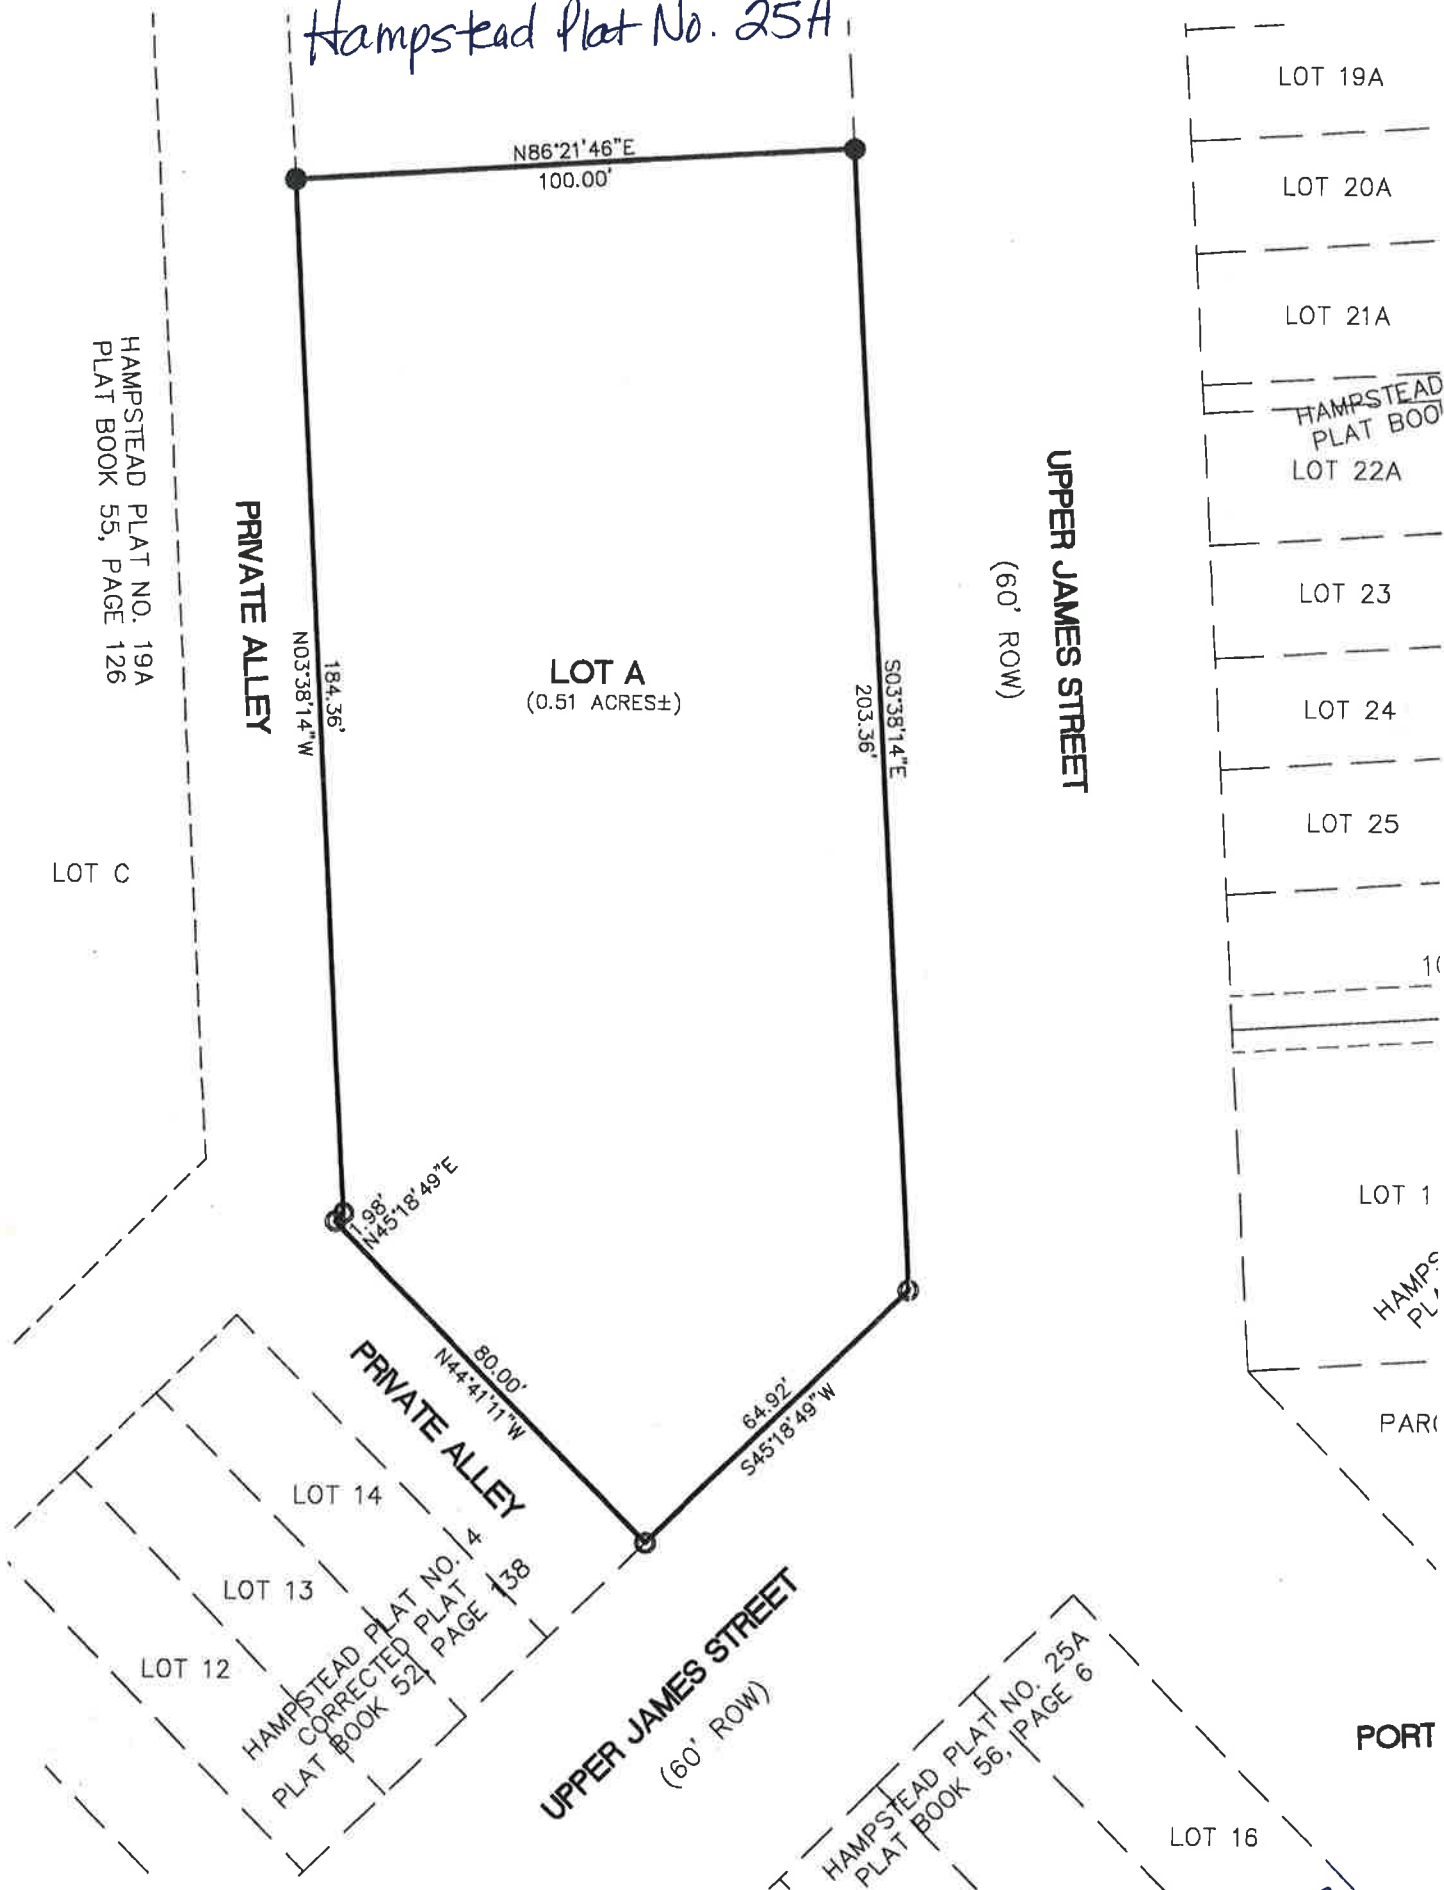 Hampstead Plat No. 25A
N86°21'46"E
100.00'
LOT 19A
LOT 20A
LOT 21A
HAMPSTEAD
PLAT BOO
LOT 22A
LOT 23
LOT 24
LOT 25
10
LOT 1
HAMPS
PLA
PAR
PORT
HAMPSTEAD PLAT NO. 19A
PLAT BOOK 55, PAGE 126
PRIVATE ALLEY
184.36'
N03°38'14"W
LOT A
(0.51 ACRES±)
S03°38'14"E
203.36'
UPPER JAMES STREET
(60' ROW)
LOT C
1.98'
N45°18'49"E
80.00'
N44°41'11"W
PRIVATE ALLEY
64.92'
S45°18'49"W
LOT 14
LOT 13
LOT 12
HAMPSTEAD PLAT NO. 4
CORRECTED PLAT
PLAT BOOK 52, PAGE 138
UPPER JAMES STREET
(60' ROW)
HAMPSTEAD PLAT NO. 25A
PLAT BOOK 56, PAGE 6
LOT 16